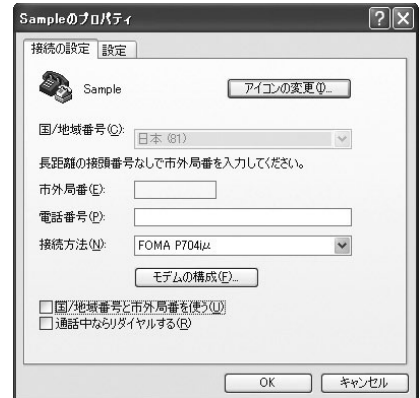 Sampleのプロパティ
接続の設定 設定
Sample
アイコンの変更(I)...
国/地域番号(C):
日本 (81)
長距離の接頭番号なしで市外局番を入力してください。
市外局番(E):
電話番号(P):
接続方法(N):
FOMA P704iμ
モデムの構成(F)...
国/地域番号と市外局番を使う(U)
通話中ならリダイヤルする(R)
OK キャンセル